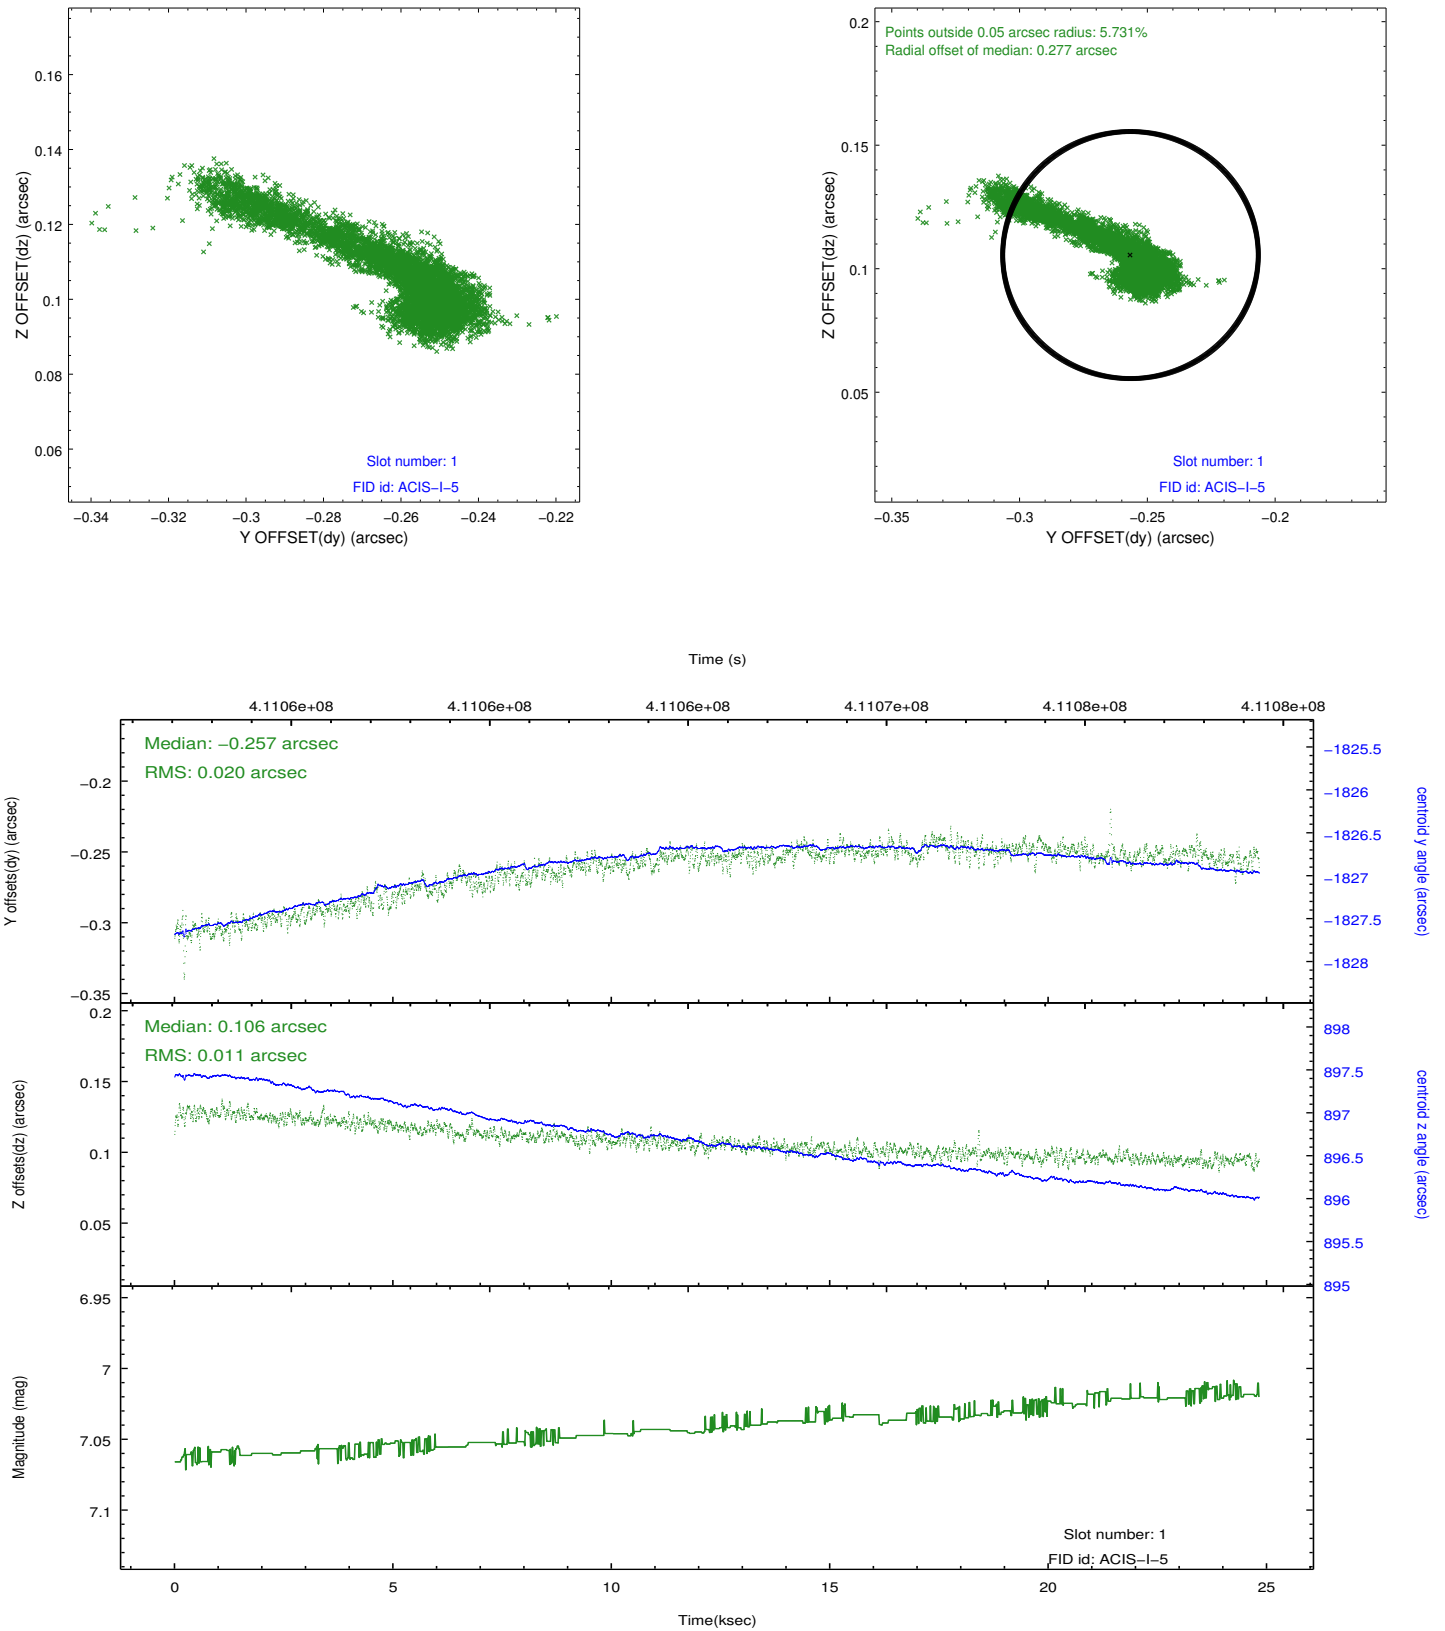 0.16
0.14
0.12
0.1
0.08
0.06
Z OFFSET(dz) (arcsec)
Slot number: 1
FID id: ACIS−I−5
−0.34 −0.32 −0.3 −0.28 −0.26 −0.24 −0.22
Y OFFSET(dy) (arcsec)
0.2
0.15
0.1
0.05
Z OFFSET(dz) (arcsec)
Points outside 0.05 arcsec radius: 5.731%
Radial offset of median: 0.277 arcsec
Slot number: 1
FID id: ACIS−I−5
−0.35 −0.3 −0.25 −0.2
Y OFFSET(dy) (arcsec)
Time (s)
4.1106e+08 4.1106e+08 4.1106e+08 4.1107e+08 4.1108e+08 4.1108e+08
Median: −0.257 arcsec
RMS: 0.020 arcsec
−0.2
−0.25
−0.3
−0.35
Y offsets(dy) (arcsec)
−1825.5
−1826
−1826.5
−1827
−1827.5
−1828
centroid y angle (arcsec)
Median: 0.106 arcsec
RMS: 0.011 arcsec
0.2
0.15
0.1
0.05
Z offsets(dz) (arcsec)
898
897.5
897
896.5
896
895.5
895
centroid z angle (arcsec)
6.95
7
7.05
7.1
Magnitude (mag)
Slot number: 1
FID id: ACIS−I−5
0 5 10 15 20 25
Time(ksec)